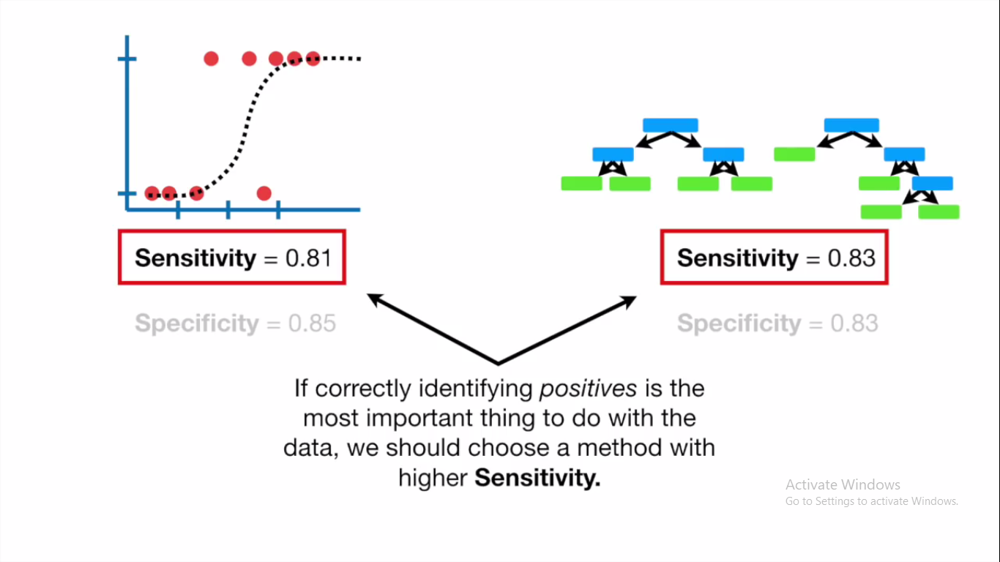 Sensitivity = 0.81
Specificity = 0.85
Sensitivity = 0.83
Specificity = 0.83
If correctly identifying positives is the
most important thing to do with the
data, we should choose a method with
higher Sensitivity.
Activate Windows
Go to Settings to activate Windows.